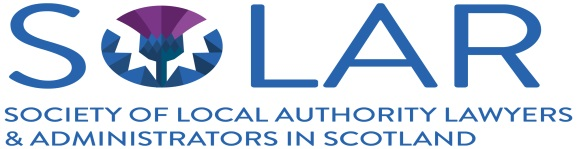 SOLAR
SOCIETY OF LOCAL AUTHORITY LAWYERS
& ADMINISTRATORS IN SCOTLAND